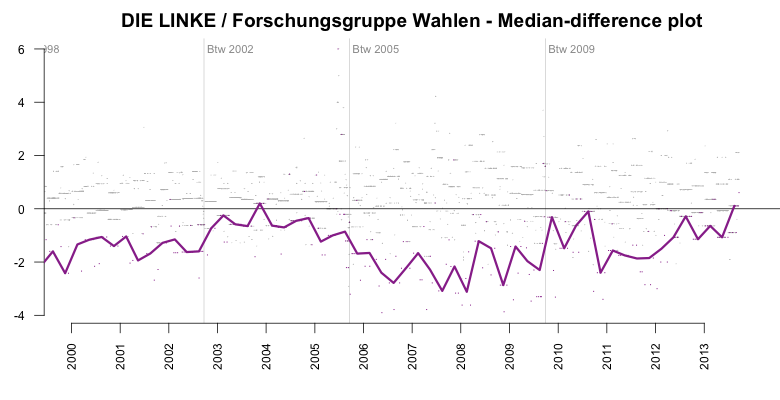 DIE LINKE / Forschungsgruppe Wahlen - Median-difference plot
98 Btw 2002 Btw 2005 Btw 2009
6
4
2
0
-2
-4
2000 2001 2002 2003 2004 2005 2006 2007 2008 2009 2010 2011 2012 2013